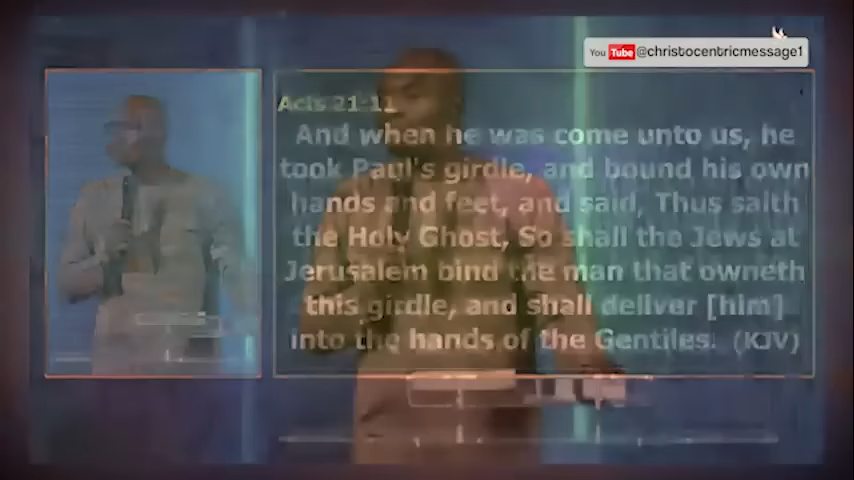 You Tube @christocentricmessage1
Acts 21:11
And when he was come unto us, he
took Paul's girdle, and bound his own
hands and feet, and said, Thus saith
the Holy Ghost, So shall the Jews at
Jerusalem bind the man that owneth
this girdle, and shall deliver [him]
into the hands of the Gentiles. (KJV)